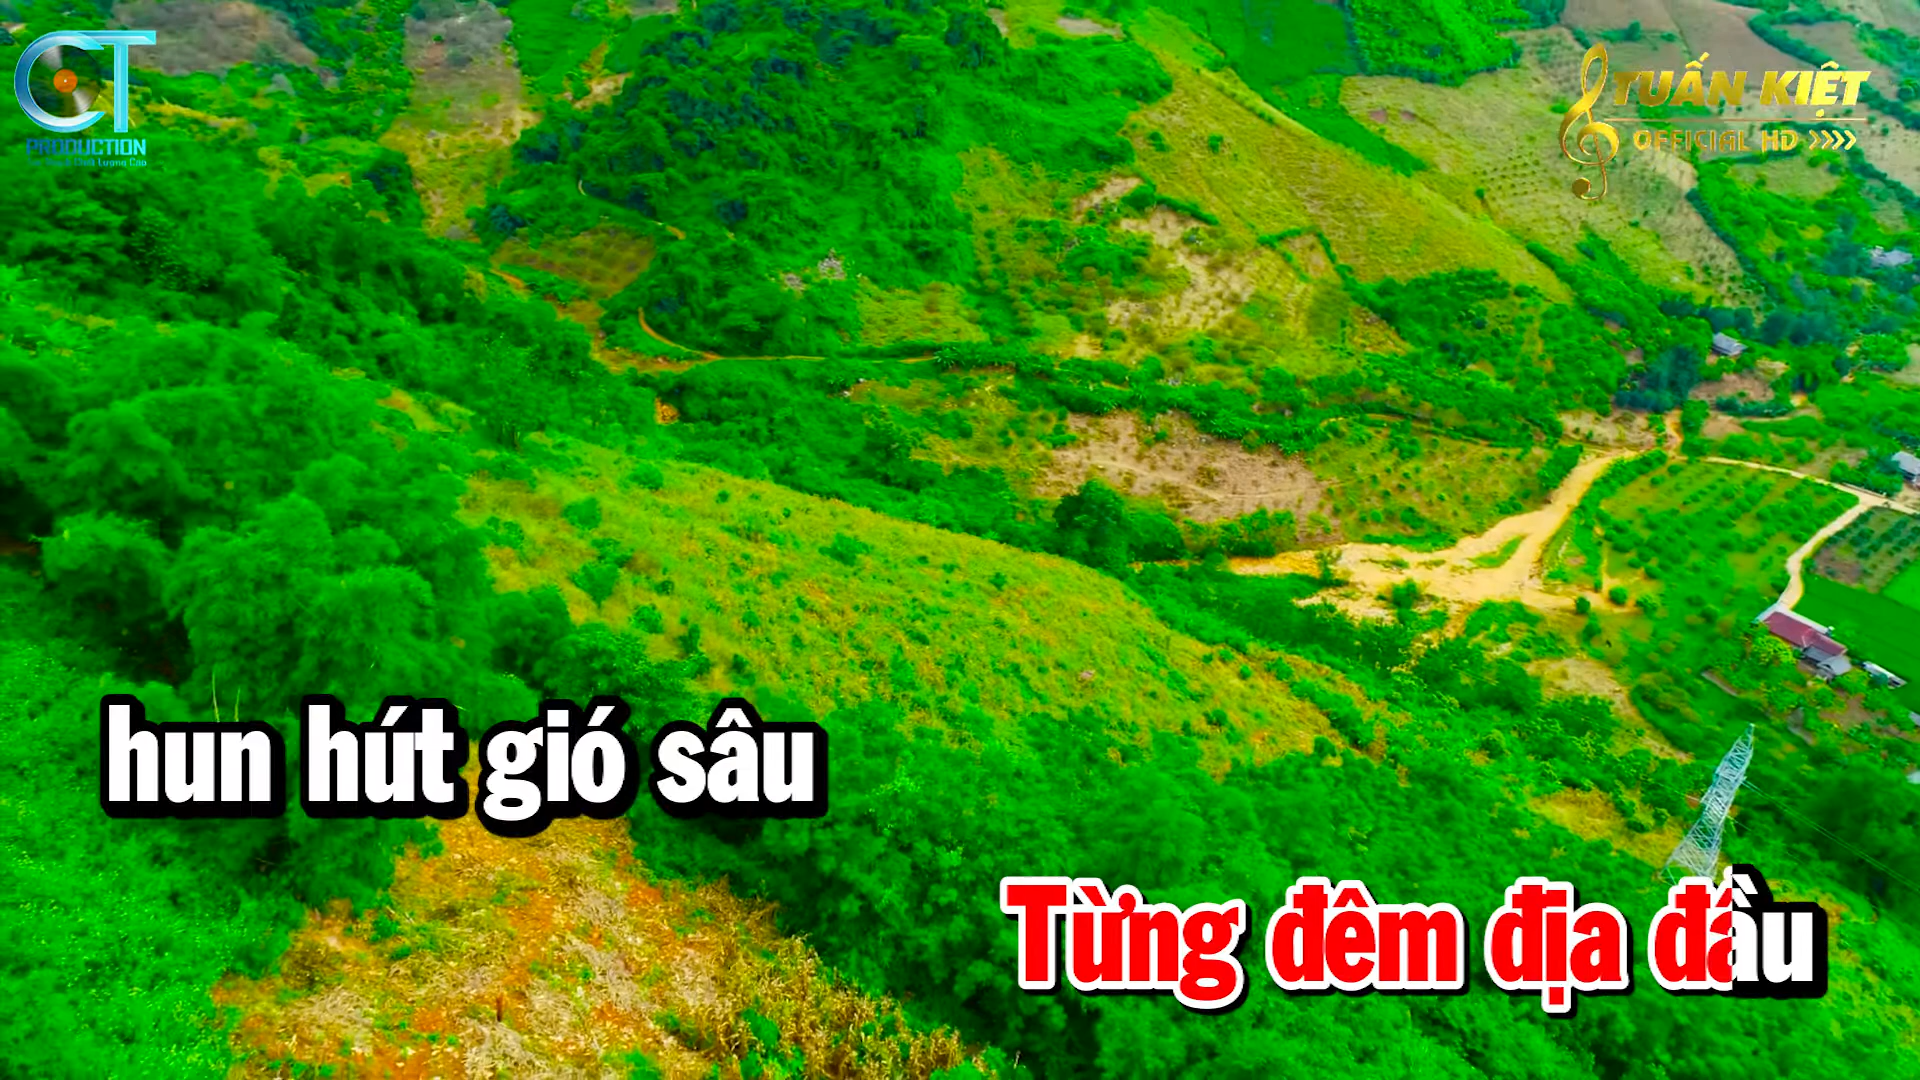 CT
PRODUCTION
TUẤN KIỆT
OFFICIAL HD
hun hút gió sâu
Từng đêm địa đầu